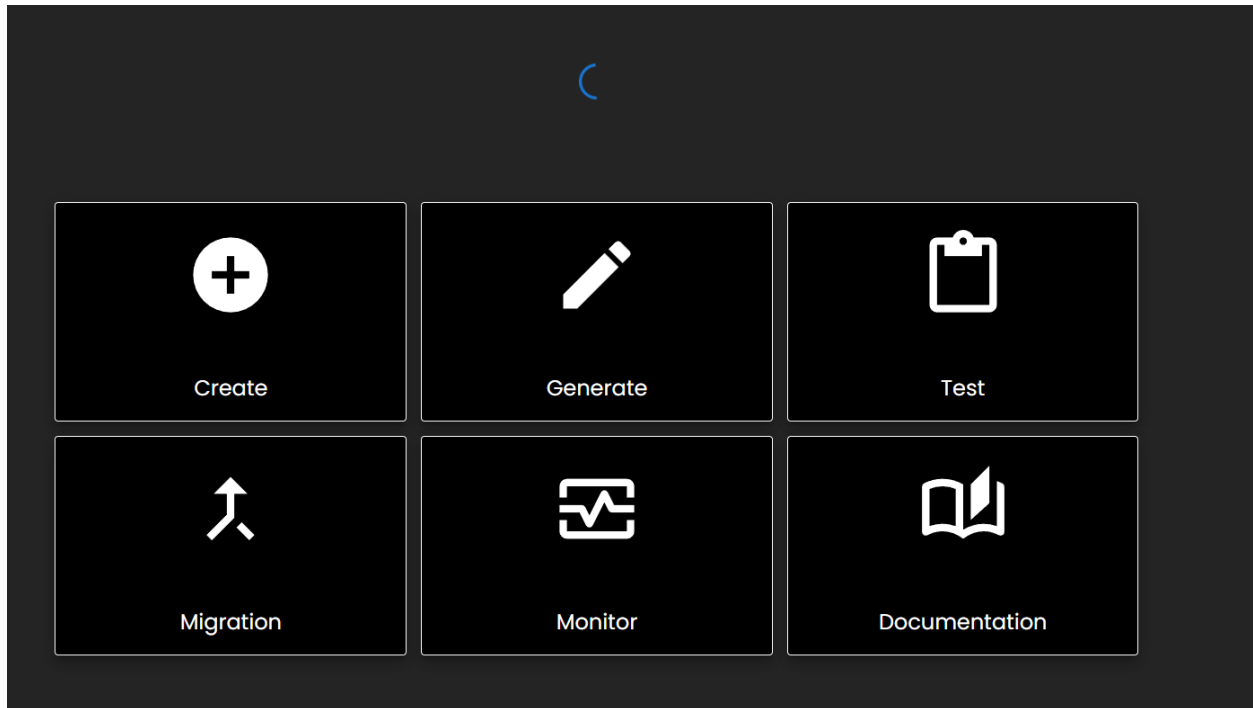 Create
Generate
Test
Migration
Monitor
Documentation